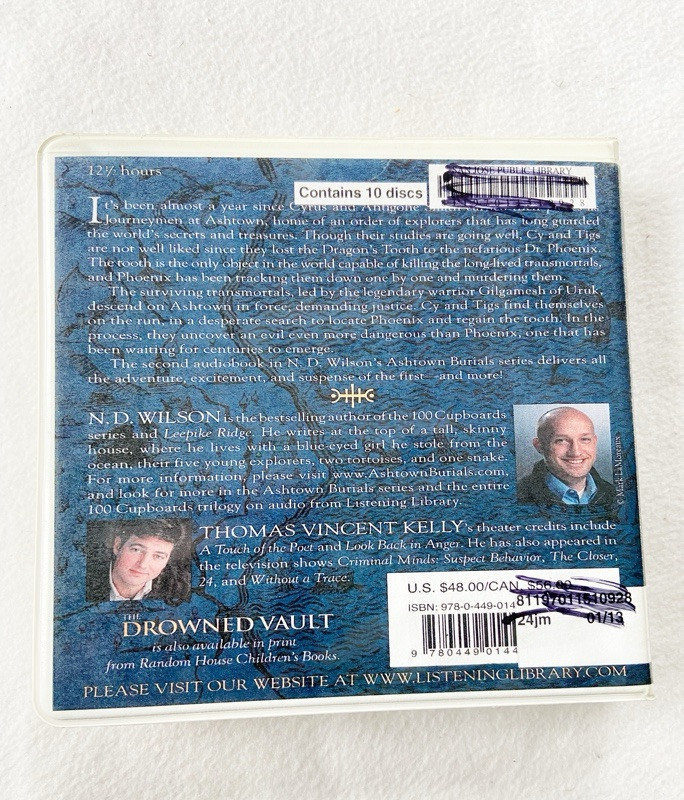 12½ hours
Contains 10 discs
SAN JOSE PUBLIC LIBRARY
8
It's been almost a year since Cyrus and Antigone
Journeymen at Ashtown, home of an order of explorers that has long guarded
the world's secrets and treasures. Though their studies are going well, Cy and Tigs
are not well liked since they lost the Dragon's Tooth to the nefarious Dr. Phoenix.
The tooth is the only object in the world capable of killing the long-lived transmortals,
and Phoenix has been tracking them down one by one and murdering them.
The surviving transmortals, led by the legendary warrior Gilgamesh of Uruk,
descend on Ashtown in force, demanding justice. Cy and Tigs find themselves
on the run, in a desperate search to locate Phoenix and regain the tooth. In the
process, they uncover an evil even more dangerous than Phoenix, one that has
been waiting for centuries to emerge.
The second audiobook in N. D. Wilson's Ashtown Burials series delivers all
the adventure, excitement, and suspense of the first—and more!
N. D. WILSON is the bestselling author of the 100 Cupboards
series and Leepike Ridge. He writes at the top of a tall, skinny
house, where he lives with a blue-eyed girl he stole from the
ocean, their five young explorers, two tortoises, and one snake.
For more information, please visit www.AshtownBurials.com,
and look for more in the Ashtown Burials series and the entire
100 Cupboards trilogy on audio from Listening Library.
© Mark LaMoreaux
THOMAS VINCENT KELLY's theater credits include
A Touch of the Poet and Look Back in Anger. He has also appeared in
the television shows Criminal Minds: Suspect Behavior, The Closer,
24, and Without a Trace.
THE
DROWNED VAULT
is also available in print
from Random House Children's Books.
U.S. $48.00/CAN. $56.00
ISBN: 978-0-449-014
81197011510928
24jm 01/13
9 780449 0144
PLEASE VISIT OUR WEBSITE AT WWW.LISTENINGLIBRARY.COM